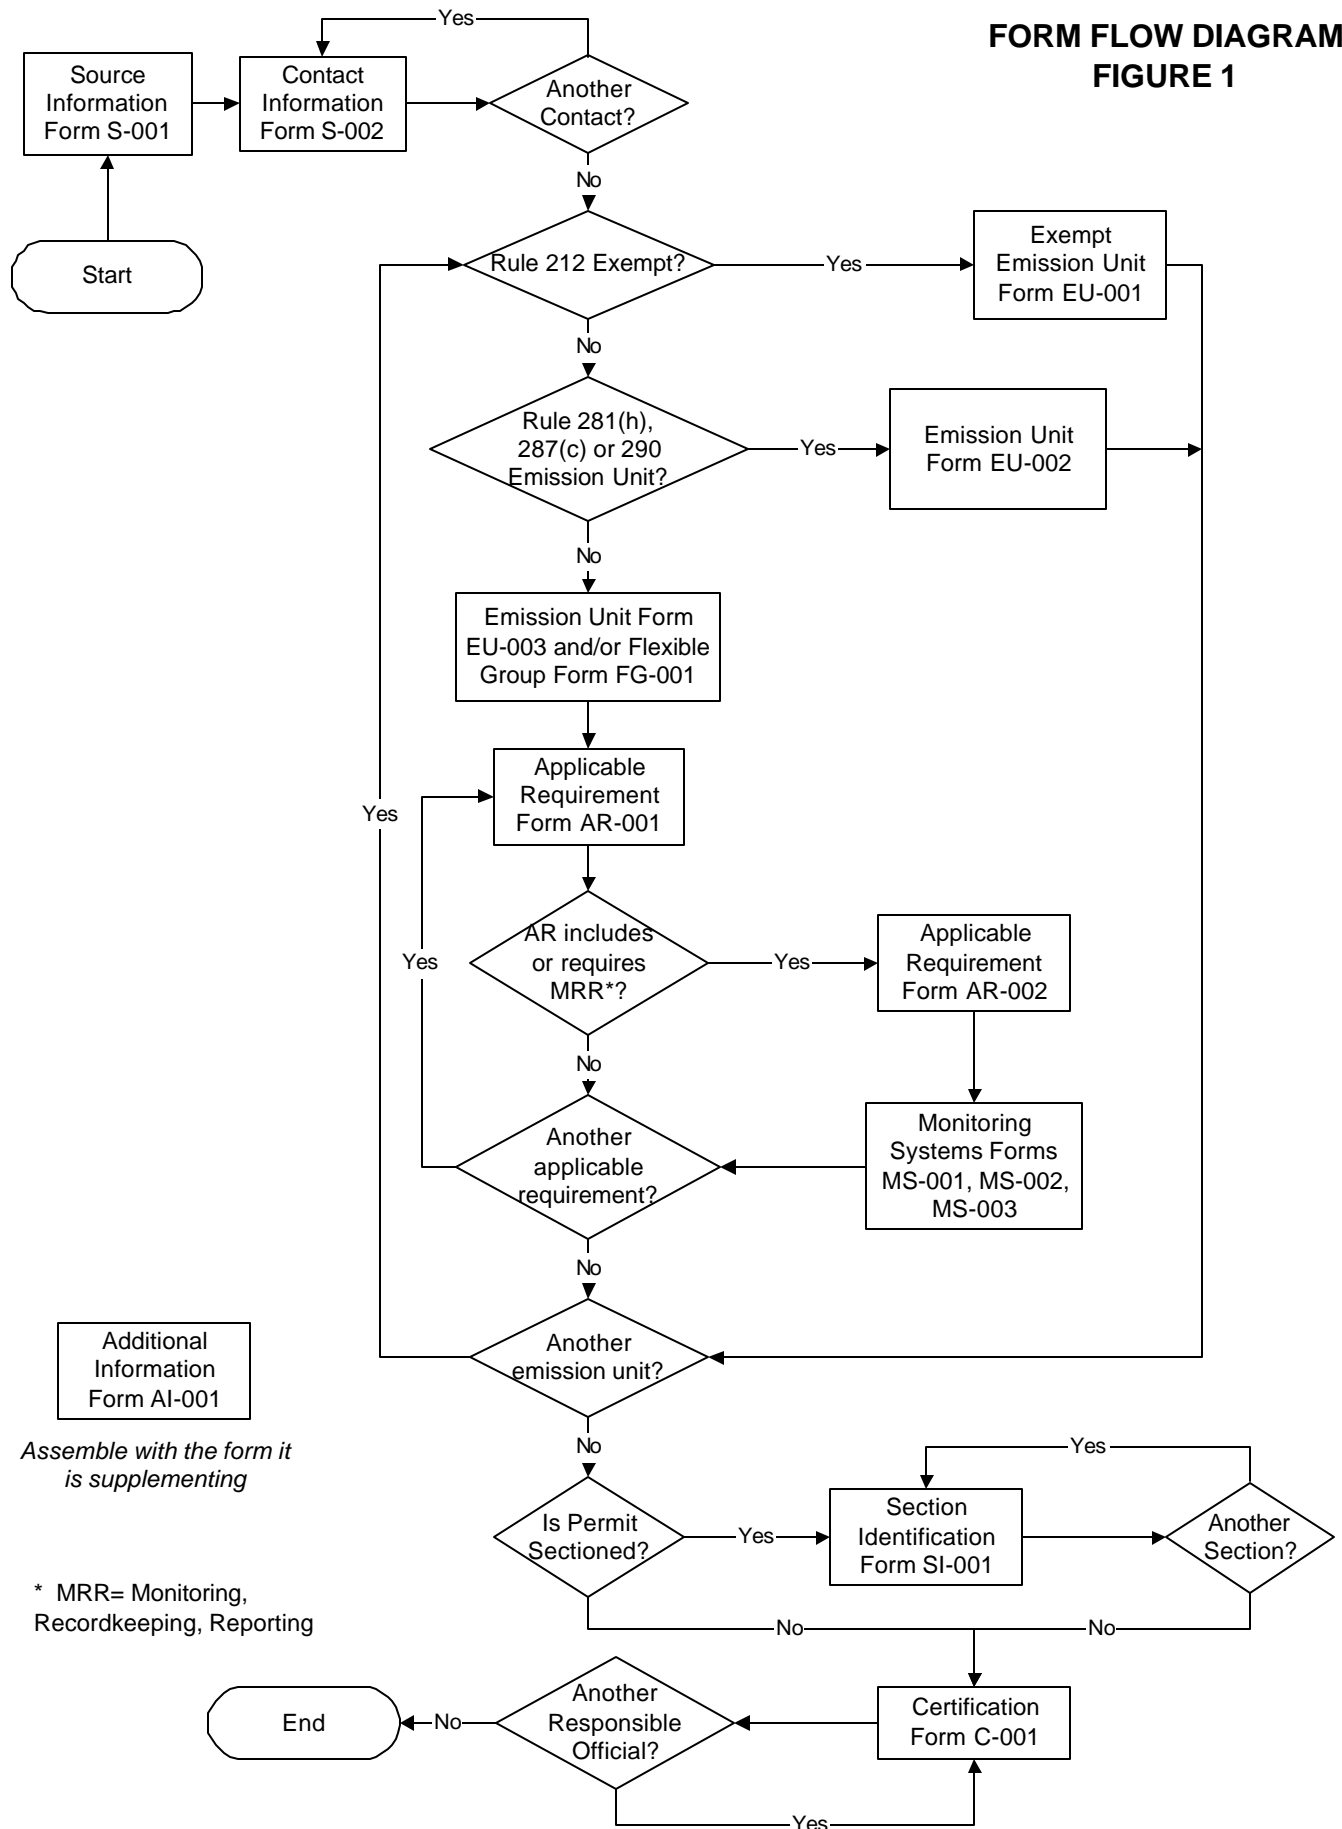 FORM FLOW DIAGRAM
FIGURE 1
Yes
Source
Information
Form S-001
Contact
Information
Form S-002
Another
Contact?
No
Start
Rule 212 Exempt?
Yes
Exempt
Emission Unit
Form EU-001
No
Rule 281(h),
287(c) or 290
Emission Unit?
Yes
Emission Unit
Form EU-002
No
Emission Unit Form
EU-003 and/or Flexible
Group Form FG-001
Applicable
Requirement
Form AR-001
Yes
Yes
AR includes
or requires
MRR*?
Yes
Applicable
Requirement
Form AR-002
No
Another
applicable
requirement?
Monitoring
Systems Forms
MS-001, MS-002,
MS-003
No
Another
emission unit?
Additional
Information
Form AI-001
Assemble with the form it
is supplementing
No
Yes
Is Permit
Sectioned?
Yes
Section
Identification
Form SI-001
Another
Section?
* MRR= Monitoring,
Recordkeeping, Reporting
No
No
End
No
Another
Responsible
Official?
Certification
Form C-001
Yes